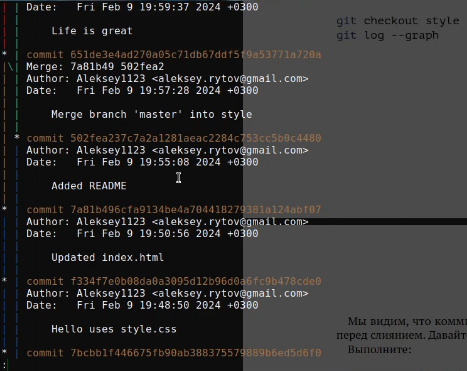 Date:   Fri Feb 9 19:59:37 2024 +0300
Life is great
* commit 651de3e4ad270a05c71db67ddf5f9a53771a720a
Merge: 7a81b49 502fea2
Author: Aleksey1123 <aleksey.rytov@gmail.com>
Date:   Fri Feb 9 19:57:28 2024 +0300
Merge branch 'master' into style
* commit 502fea237c7a2a1281aeac2284c753cc5b0c4480
Author: Aleksey1123 <aleksey.rytov@gmail.com>
Date:   Fri Feb 9 19:55:08 2024 +0300
Added README
* commit 7a81b496cfa9134be4a704418279381a124abf07
Author: Aleksey1123 <aleksey.rytov@gmail.com>
Date:   Fri Feb 9 19:50:56 2024 +0300
Updated index.html
* commit f334f7e0b08da0a3095d12b96d0a6fc9b478cde0
Author: Aleksey1123 <aleksey.rytov@gmail.com>
Date:   Fri Feb 9 19:48:50 2024 +0300
Hello uses style.css
* commit 7bcbb1f446675fb90ab388375579889b6ed5d6f0
:
git checkout style
git log --graph
Мы видим, что комм
перед слиянием. Давайт
Выполните: